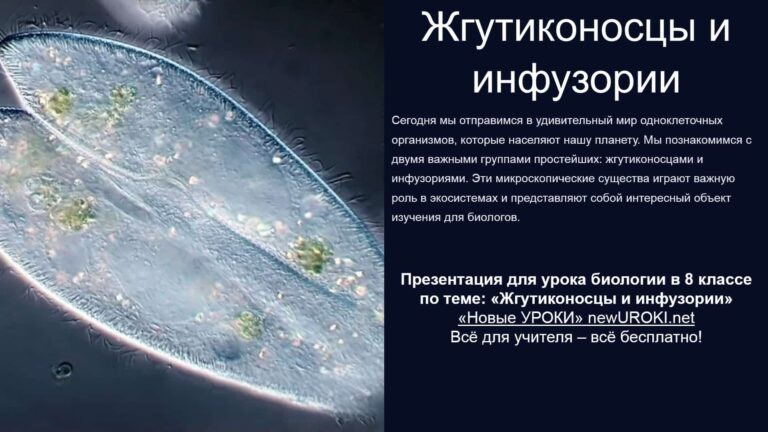 Жгутиконосцы и
инфузории
Сегодня мы отправимся в удивительный мир одноклеточных
организмов, которые населяют нашу планету. Мы познакомимся с
двумя важными группами простейших: жгутиконосцами и
инфузориями. Эти микроскопические существа играют важную
роль в экосистемах и представляют собой интересный объект
изучения для биологов.
Презентация для урока биологии в 8 классе
по теме: «Жгутиконосцы и инфузории»
«Новые УРОКИ» newUROKI.net
Всё для учителя – всё бесплатно!